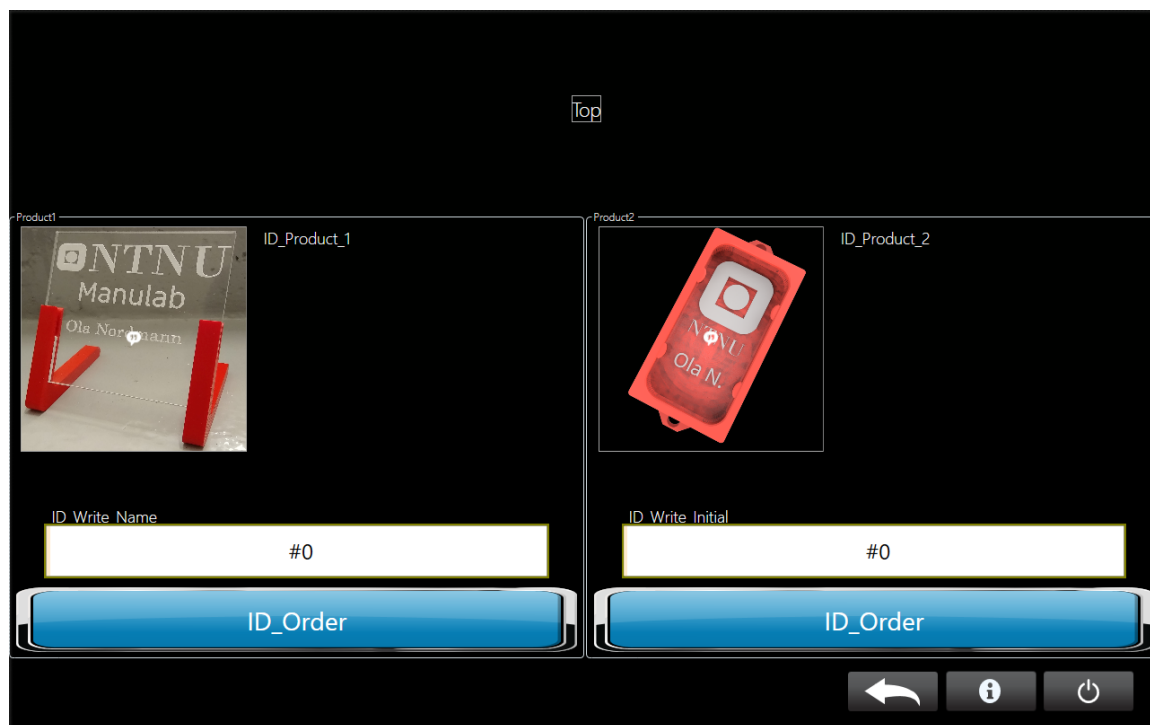 Top
Product1
NTNU
Manulab
Ola Nordmann
ID_Product_1
ID_Write_Name
#0
ID_Order
Product2
NTNU
Ola N.
ID_Product_2
ID_Write_Initial
#0
ID_Order